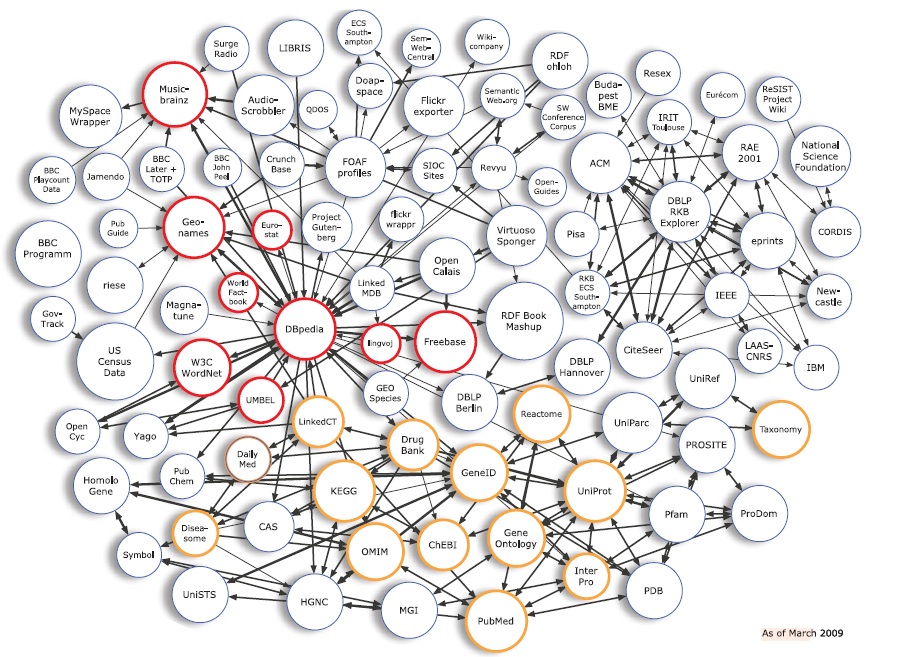 ECS
South-
ampton
Surge
Radio
LIBRIS
Sem-
Web-
Central
Wiki-
company
RDF
ohloh
Resex
Music-
brainz
Doap-
space
Buda-
pest
BME
Eurécom
ReSIST
Project
Wiki
MySpace
Wrapper
Audio-
Scrobbler
QDOS
Flickr
exporter
Semantic
Web.org
SW
Conference
Corpus
IRIT
Toulouse
RAE
2001
National
Science
Foundation
BBC
Playcount
Data
Jamendo
BBC
Later +
TOTP
BBC
John
Peel
Crunch
Base
FOAF
profiles
SIOC
Sites
Revyu
Open-
Guides
ACM
DBLP
RKB
Explorer
Pub
Guide
Geo-
names
Euro-
stat
Project
Guten-
berg
flickr
wrappr
Virtuoso
Sponger
Pisa
eprints
CORDIS
BBC
Programm
riese
World
Fact-
book
Linked
MDB
Open
Calais
RKB
ECS
South-
ampton
IEEE
New-
castle
Gov-
Track
Magna-
tune
DBpedia
lingvoj
Freebase
RDF Book
Mashup
CiteSeer
LAAS-
CNRS
IBM
US
Census
Data
W3C
WordNet
UMBEL
GEO
Species
DBLP
Berlin
DBLP
Hannover
UniRef
Open
Cyc
Yago
LinkedCT
Drug
Bank
Reactome
UniParc
Taxonomy
Daily
Med
PROSITE
Homolo
Gene
Pub
Chem
KEGG
GeneID
UniProt
Pfam
ProDom
Disea-
some
CAS
OMIM
ChEBI
Gene
Ontology
Symbol
Inter
Pro
UniSTS
HGNC
MGI
PubMed
PDB
As of March 2009